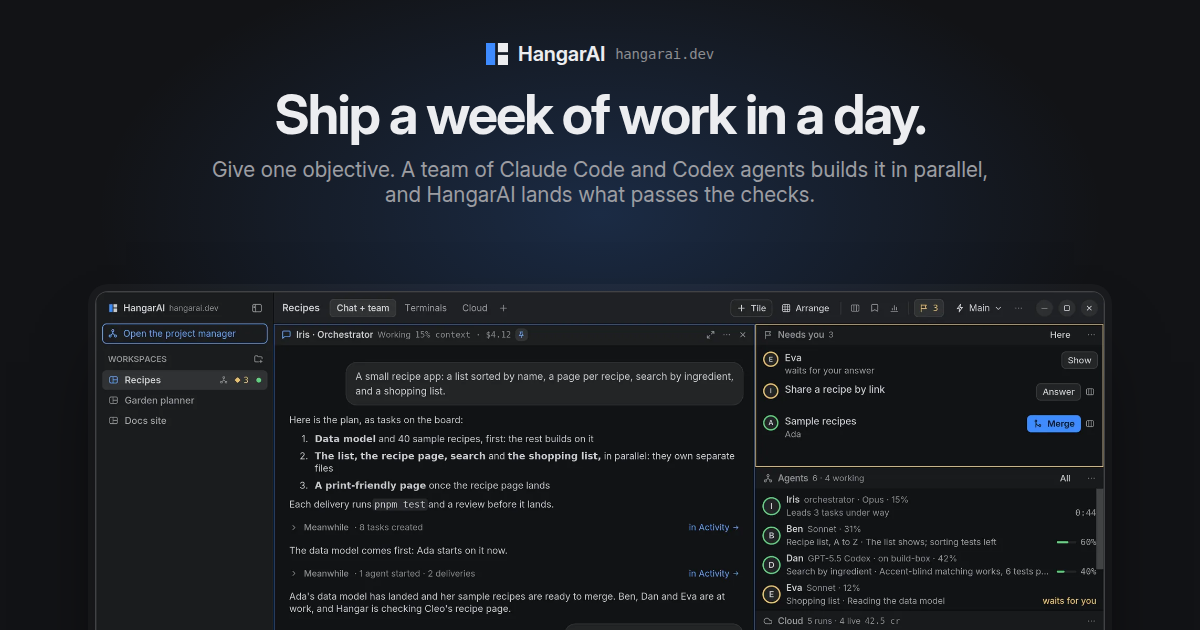 HangarAI hangarai.dev
Ship a week of work in a day.
Give one objective. A team of Claude Code and Codex agents builds it in parallel,
and HangarAI lands what passes the checks.
HangarAI hangarai.dev
Open the project manager
WORKSPACES
Recipes 3
Garden planner
Docs site
Recipes Chat + team Terminals Cloud +
+ Tile Arrange 3 Main
Iris · Orchestrator Working 15% context · $4.12
A small recipe app: a list sorted by name, a page per recipe, search by ingredient,
and a shopping list.
Here is the plan, as tasks on the board:
1. Data model and 40 sample recipes, first: the rest builds on it
2. The list, the recipe page, search and the shopping list, in parallel: they own separate
files
3. A print-friendly page once the recipe page lands
Each delivery runs pnpm test and a review before it lands.
Meanwhile · 8 tasks created in Activity →
The data model comes first: Ada starts on it now.
Meanwhile · 1 agent started · 2 deliveries in Activity →
Ada's data model has landed and her sample recipes are ready to merge. Ben, Dan and Eva are at
work, and Hangar is checking Cleo's recipe page.
Needs you 3 Here ···
E Eva Show
waits for your answer
I Share a recipe by link Answer
A Sample recipes Merge
Ada
Agents 6 · 4 working All ···
I Iris orchestrator · Opus · 15%
Leads 3 tasks under way 0:44
B Ben Sonnet · 31%
Recipe list, A to Z · The list shows; sorting tests left 60%
D Dan GPT-5.5 Codex · on build-box · 42%
Search by ingredient · Accent-blind matching works, 6 tests p... 40%
E Eva Sonnet · 12%
Shopping list · Reading the data model waits for you
Cloud 5 runs · 4 live 42.5 cr ···